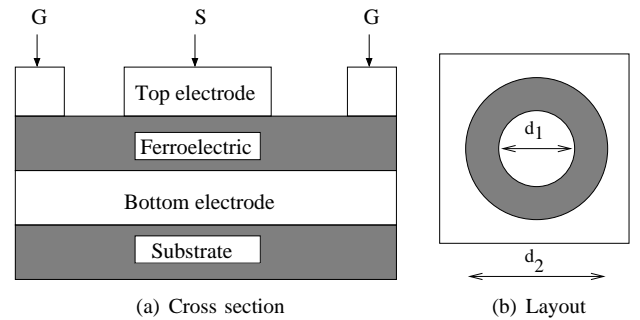 G S G
Top electrode
Ferroelectric
Bottom electrode
Substrate
(a) Cross section
d1
d2
(b) Layout